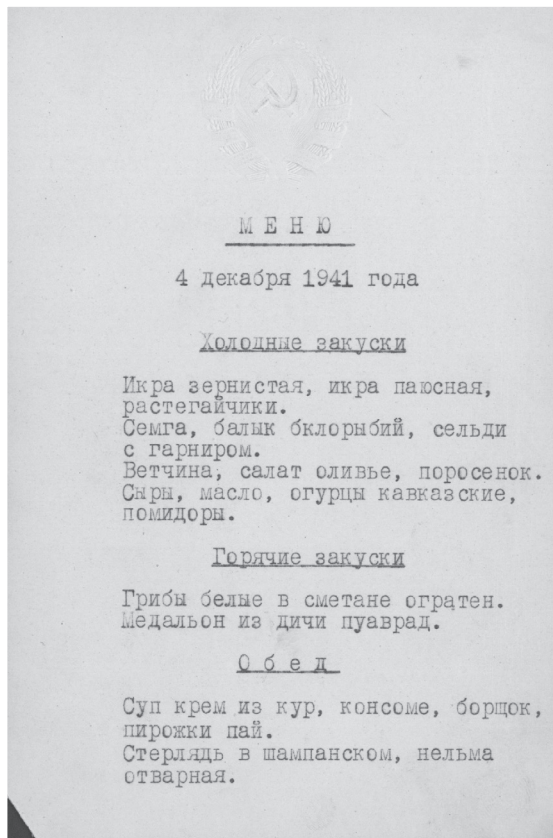 МЕНЮ
4 декабря 1941 года
Холодные закуски
Икра зернистая, икра паюсная,
растегайчики.
Семга, балык бклорыбий, сельди
с гарниром.
Ветчина, салат оливье, поросенок.
Сыры, масло, огурцы кавказские,
помидоры.
Горячие закуски
Грибы белые в сметане огратен.
Медальон из дичи пуаврад.
Обед
Суп крем из кур, консоме, борщок,
пирожки пай.
Стерлядь в шампанском, нельма
отварная.